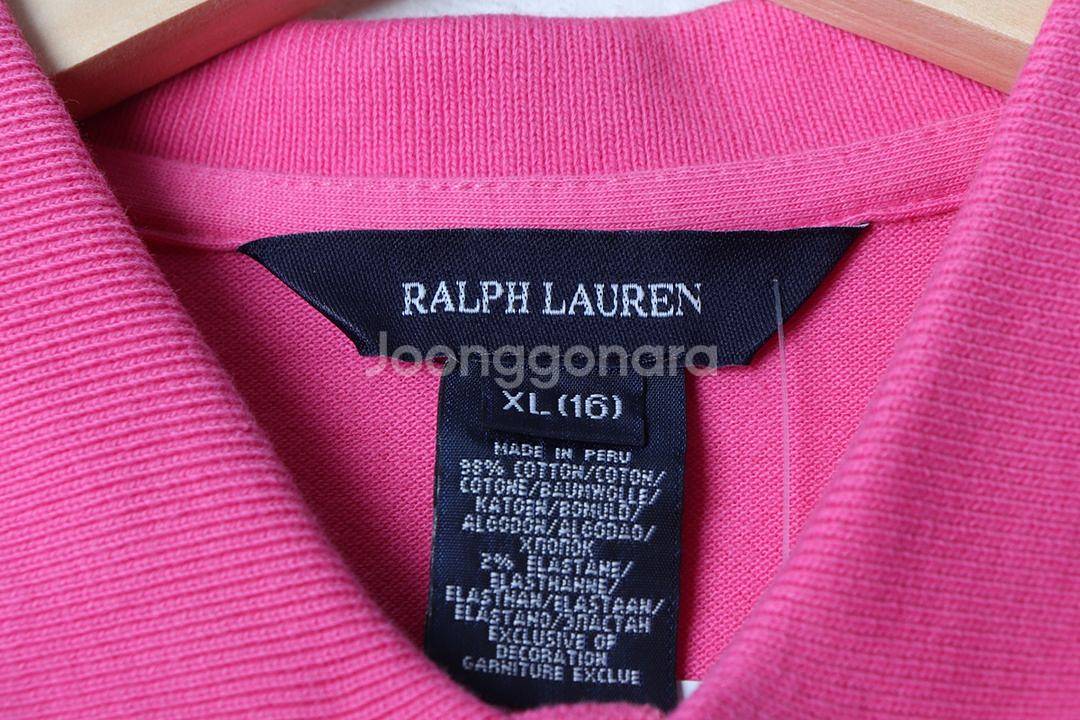 RALPH LAUREN
Joonggonara
XL (16)
MADE IN PERU
98% COTTON/COTON/
COTONE/BAUMWOLLE/
KATOEN/BOMULD/
ALGODON/ALGODAO/
ХЛОПОК
2% ELASTANE/
ELASTHANNE/
ELASTHAN/ELASTAAN/
ELASTANO/ЭЛАСТАН
EXCLUSIVE OF
DECORATION
GARNITURE EXCLUE